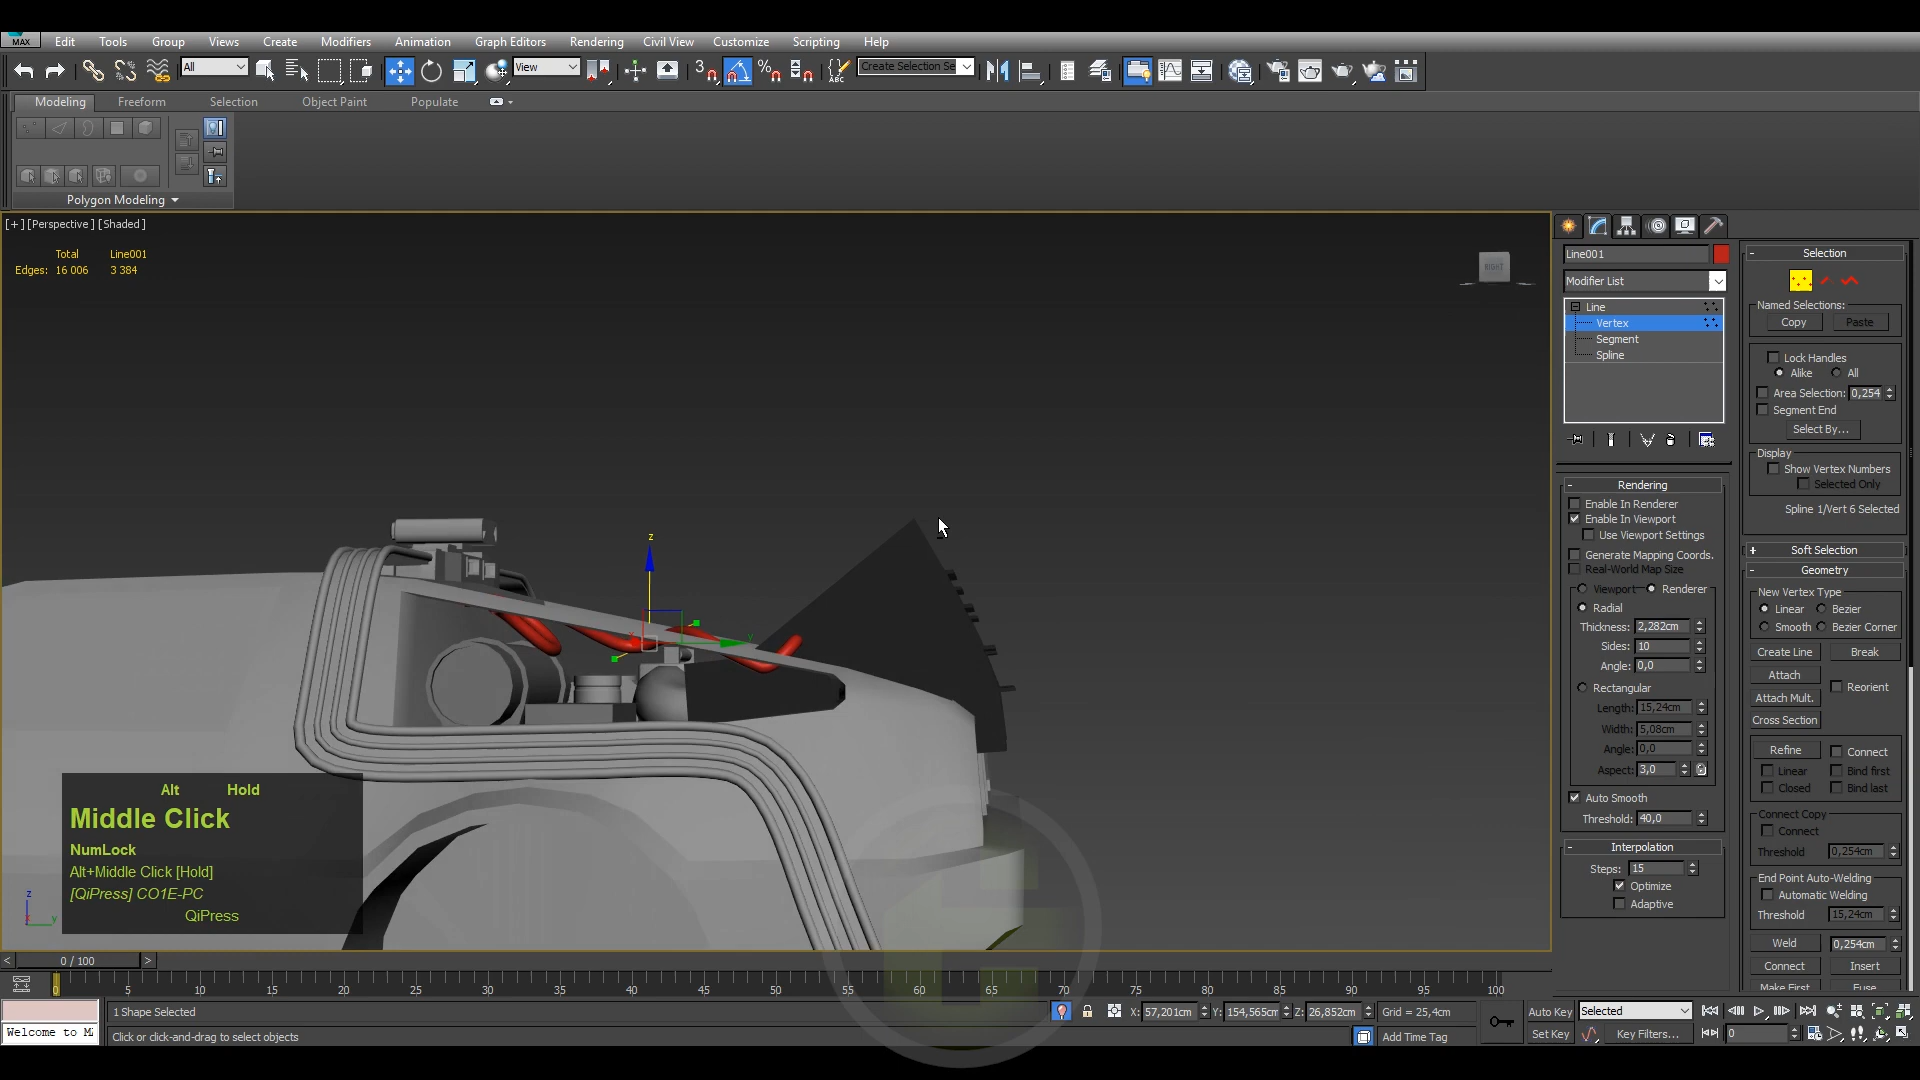 MAX Edit Tools Group Views Create Modifiers Animation Graph Editors Rendering Civil View Customize Scripting Help
All View 3 % ABC Create Selection Se
Modeling Freeform Selection Object Paint Populate
Polygon Modeling
[+] [Perspective] [Shaded]
Total Line001
Edges: 16 006 3 384
RIGHT
z
y
Alt Hold
Middle Click
NumLock
Alt+Middle Click [Hold]
[QiPress] CO1E-PC
QiPress
z
x y
Line001
Modifier List
Line
Vertex
Segment
Spline
Rendering
Enable In Renderer
Enable In Viewport
Use Viewport Settings
Generate Mapping Coords.
Real-World Map Size
Viewport Renderer
Radial
Thickness: 2,282cm
Sides: 10
Angle: 0,0
Rectangular
Length: 15,24cm
Width: 5,08cm
Angle: 0,0
Aspect: 3,0
Auto Smooth
Threshold: 40,0
Interpolation
Steps: 15
Optimize
Adaptive
Selection
Named Selections:
Copy Paste
Lock Handles
Alike All
Area Selection: 0,254
Segment End
Select By...
Display
Show Vertex Numbers
Selected Only
Spline 1/Vert 6 Selected
Soft Selection
Geometry
New Vertex Type
Linear Bezier
Smooth Bezier Corner
Create Line Break
Attach
Reorient
Attach Mult.
Cross Section
Refine Connect
Linear Bind first
Closed Bind last
Connect Copy
Connect
Threshold 0,254cm
End Point Auto-Welding
Automatic Welding
Threshold 15,24cm
Weld 0,254cm
Connect Insert
Make First Fuse
< 0 / 100 >
0 5 10 15 20 25 30 35 40 45 50 55 60 65 70 75 80 85 90 95 100
1 Shape Selected
X: 57,201cm Y: 154,565cm Z: 26,852cm Grid = 25,4cm
Auto Key Selected
Welcome to M
Click or click-and-drag to select objects
Add Time Tag
Set Key Key Filters... 0